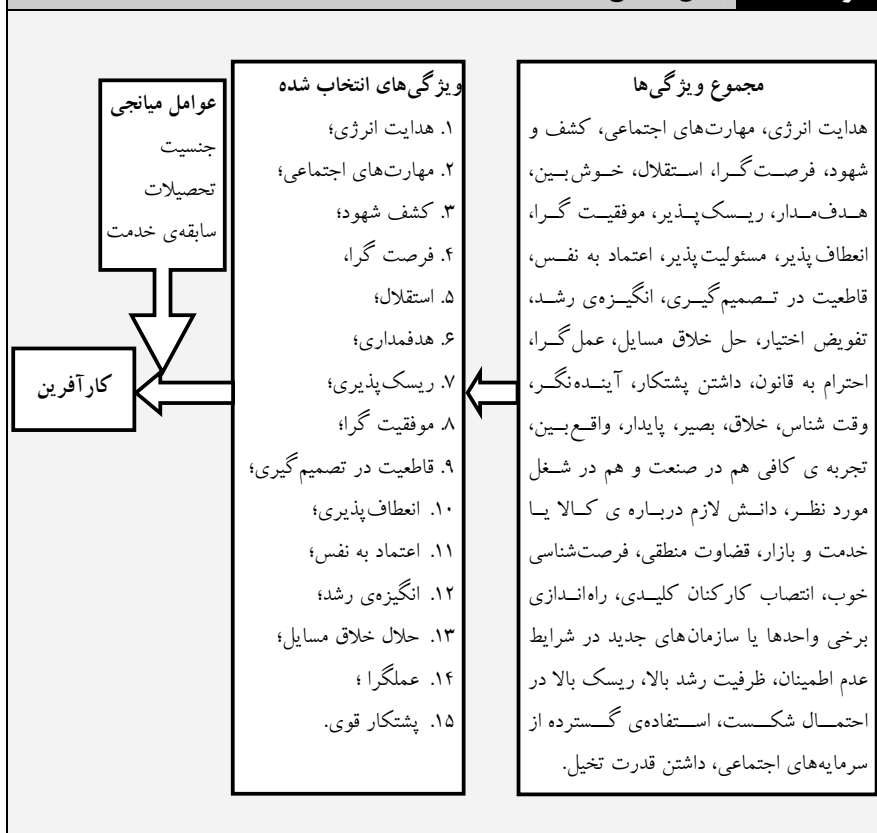 مجموع ویژگی‌ها
هدایت انرژی، مهارت‌های اجتماعی، کشف و
شهود، فرصت‌گرا، استقلال، خوش‌بین،
هدف‌مدار، ریسک‌پذیر، موفقیت گرا،
انعطاف‌پذیر، مسئولیت‌پذیر، اعتماد به نفس،
قاطعیت در تصمیم‌گیری، انگیزه‌ی رشد،
تفویض اختیار، حل خلاق مسایل، عمل‌گرا،
احترام به قانون، داشتن پشتکار، آینده‌نگر،
وقت شناس، خلاق، بصیر، پایدار، واقع‌بین،
تجربه ی کافی هم در صنعت و هم در شغل
مورد نظر، دانش لازم درباره ی کالا یا
خدمت و بازار، قضاوت منطقی، فرصت‌شناسی
خوب، انتصاب کارکنان کلیدی، راه‌اندازی
برخی واحدها یا سازمان‌های جدید در شرایط
عدم اطمینان، ظرفیت رشد بالا، ریسک بالا در
احتمال شکست، استفاده‌ی گسترده از
سرمایه‌های اجتماعی، داشتن قدرت تخیل.
ویژگی‌های انتخاب شده
۱. هدایت انرژی؛
۲. مهارت‌های اجتماعی؛
۳. کشف شهود؛
۴. فرصت گرا،
۵. استقلال؛
۶. هدفمداری؛
۷. ریسک‌پذیری؛
۸. موفقیت گرا؛
۹. قاطعیت در تصمیم‌گیری؛
۱۰. انعطاف‌پذیری؛
۱۱. اعتماد به نفس؛
۱۲. انگیزه‌ی رشد؛
۱۳. حلال خلاق مسایل؛
۱۴. عملگرا ؛
۱۵. پشتکار قوی.
عوامل میانجی
جنسیت
تحصیلات
سابقه‌ی خدمت
کارآفرین